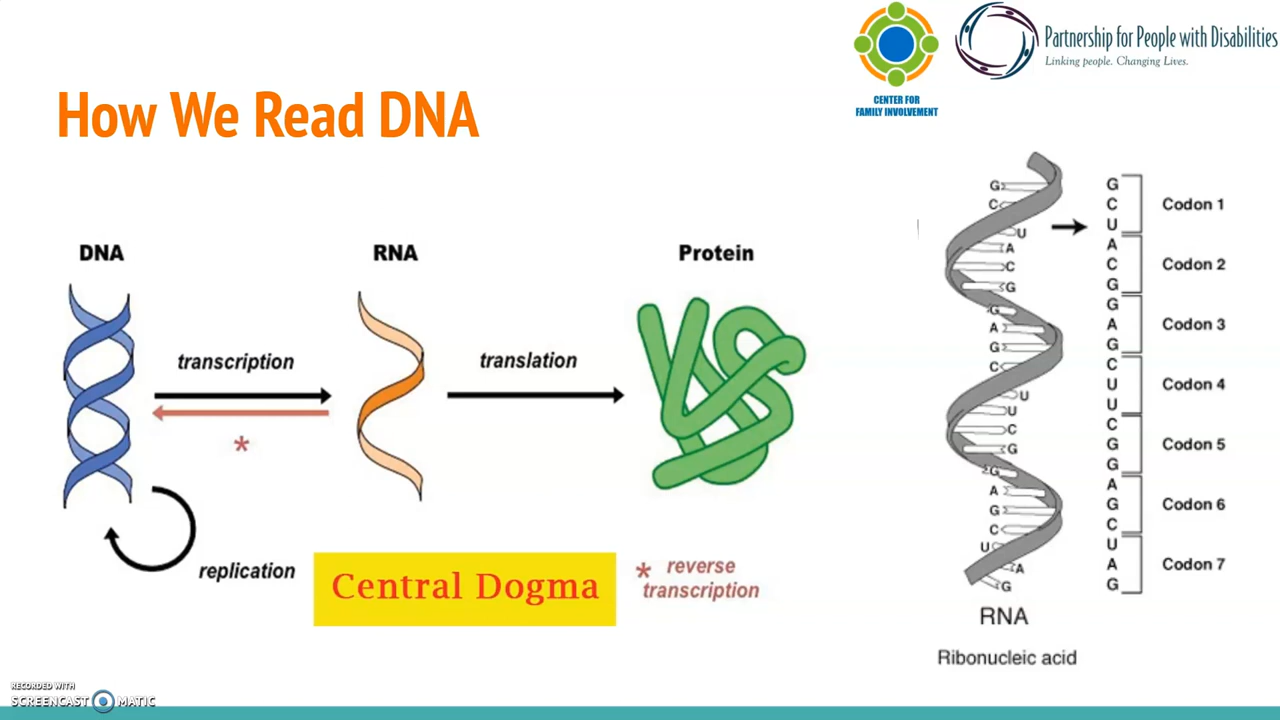 CENTER FOR
FAMILY INVOLVEMENT
Partnership for People with Disabilities
Linking people. Changing Lives.
How We Read DNA
DNA
RNA
Protein
transcription
translation
*
replication
Central Dogma
* reverse
transcription
G
C
U
A
C
G
G
A
G
C
U
U
C
G
G
A
G
C
U
A
G
G
C
U
Codon 1
A
C
G
Codon 2
G
A
G
Codon 3
C
U
U
Codon 4
C
G
G
Codon 5
A
G
C
Codon 6
U
A
G
Codon 7
RNA
Ribonucleic acid
RECORDED WITH
SCREENCAST MATIC